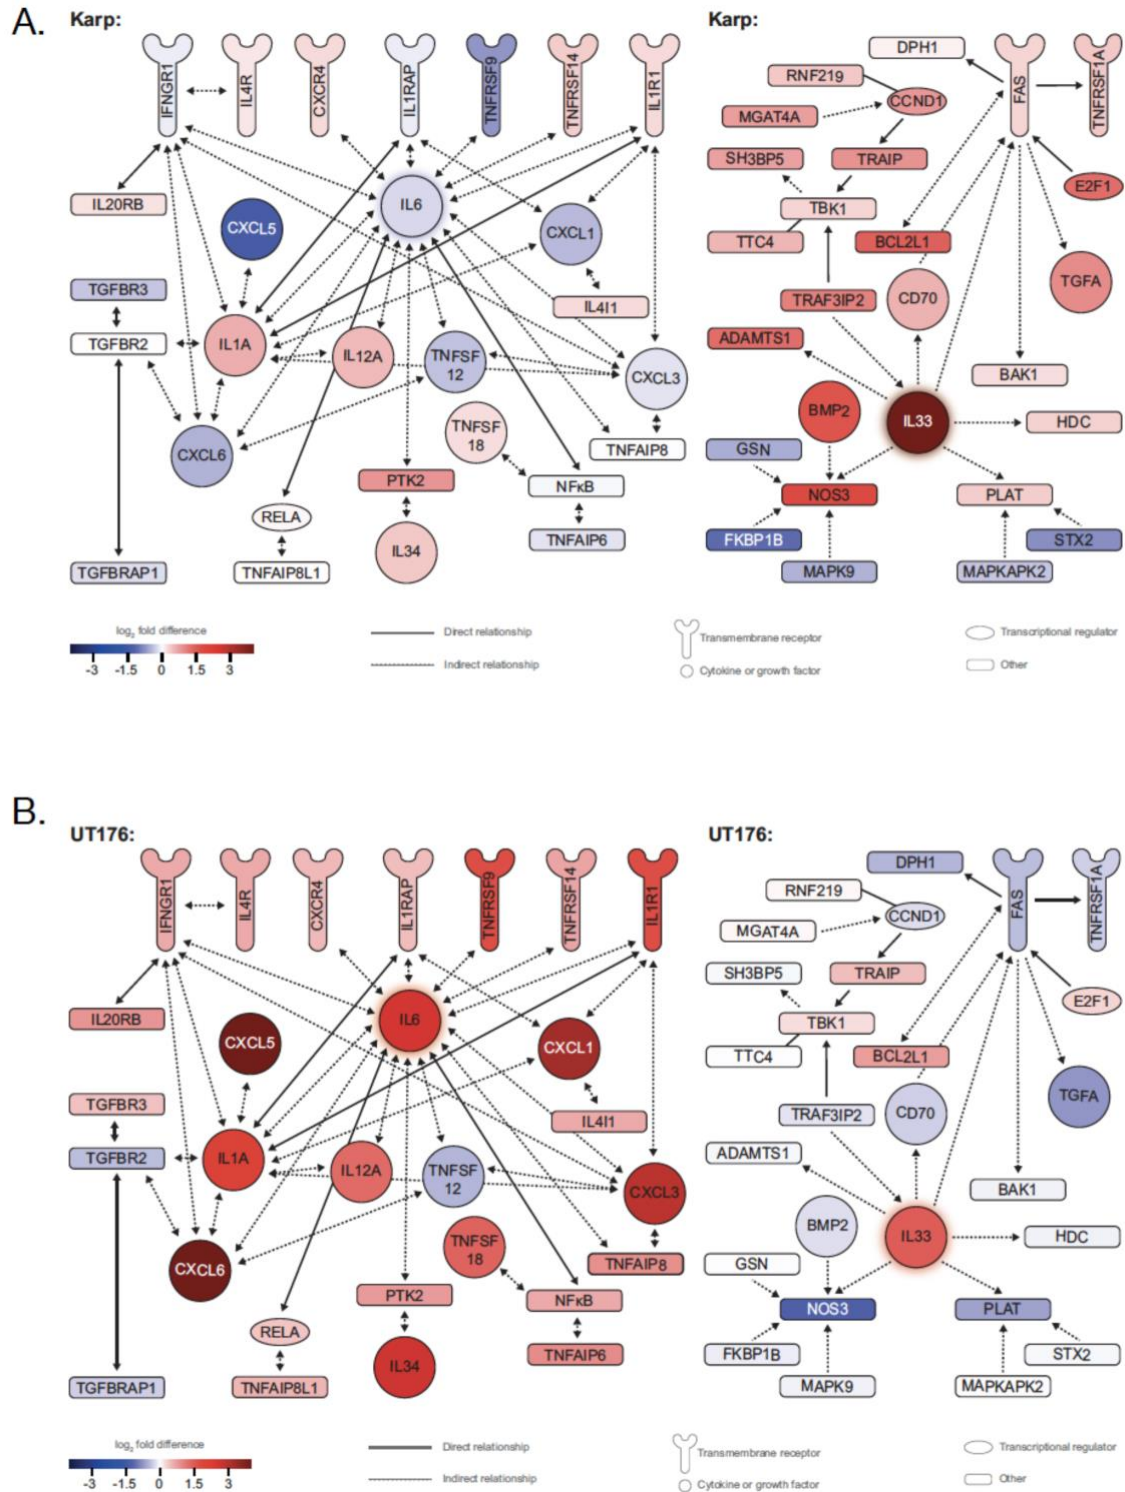 A.
Karp:
IFNGR1
IL4R
CXCR4
IL1RAP
TNFRSF9
TNFRSF14
IL1R1
IL20RB
CXCL5
IL6
CXCL1
TGFBR3
IL4I1
TGFBR2
IL1A
IL12A
TNFSF
12
CXCL3
TNFSF
18
TNFAIP8
CXCL6
PTK2
NFκB
RELA
IL34
TNFAIP6
TGFBRAP1
TNFAIP8L1
Karp:
DPH1
FAS
TNFRSF1A
RNF219
CCND1
MGAT4A
SH3BP5
TRAIP
E2F1
TBK1
TTC4
BCL2L1
TRAF3IP2
CD70
TGFA
ADAMTS1
BAK1
BMP2
IL33
HDC
GSN
NOS3
PLAT
FKBP1B
STX2
MAPK9
MAPKAPK2
log2 fold difference
-3 -1.5 0 1.5 3
Direct relationship
Indirect relationship
Transmembrane receptor
Cytokine or growth factor
Transcriptional regulator
Other
B.
UT176:
IFNGR1
IL4R
CXCR4
IL1RAP
TNFRSF9
TNFRSF14
IL1R1
IL20RB
CXCL5
IL6
CXCL1
TGFBR3
IL4I1
TGFBR2
IL1A
IL12A
TNFSF
12
CXCL3
TNFSF
18
TNFAIP8
CXCL6
PTK2
NFκB
RELA
IL34
TNFAIP6
TGFBRAP1
TNFAIP8L1
UT176:
DPH1
FAS
TNFRSF1A
RNF219
CCND1
MGAT4A
SH3BP5
TRAIP
E2F1
TBK1
TTC4
BCL2L1
TRAF3IP2
CD70
TGFA
ADAMTS1
BAK1
BMP2
IL33
HDC
GSN
NOS3
PLAT
FKBP1B
STX2
MAPK9
MAPKAPK2
log2 fold difference
-3 -1.5 0 1.5 3
Direct relationship
Indirect relationship
Transmembrane receptor
Cytokine or growth factor
Transcriptional regulator
Other